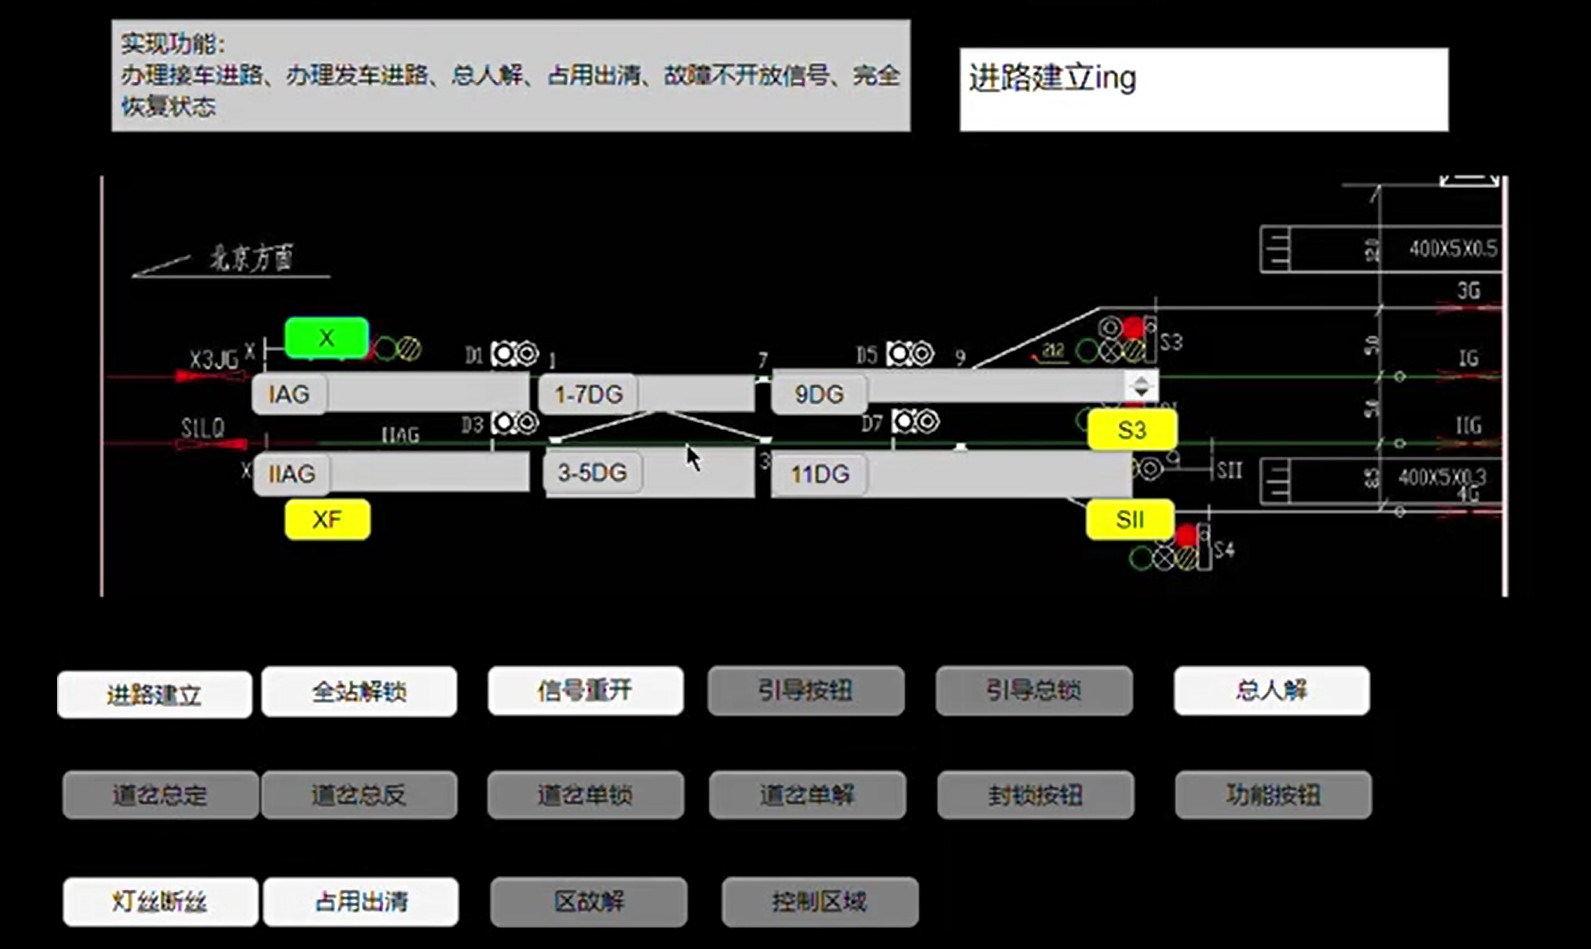 实现功能：
办理接车进路、办理发车进路、总人解、占用出清、故障不开放信号、完全
恢复状态
进路建立ing
北京方面
400X5X0.5
3G
X
X
D1
1
7
D5
9
212
S3
5.0
X3JG
IG
IAG
1-7DG
9DG
S1LQ
IIAG
D3
D7
S3
5.0
IIG
X
IIAG
3-5DG
3
11DG
SII
400X5X0.3
4G
XF
SII
S4
进路建立
全站解锁
信号重开
引导按钮
引导总锁
总人解
道岔总定
道岔总反
道岔单锁
道岔单解
封锁按钮
功能按钮
灯丝断丝
占用出清
区故解
控制区域